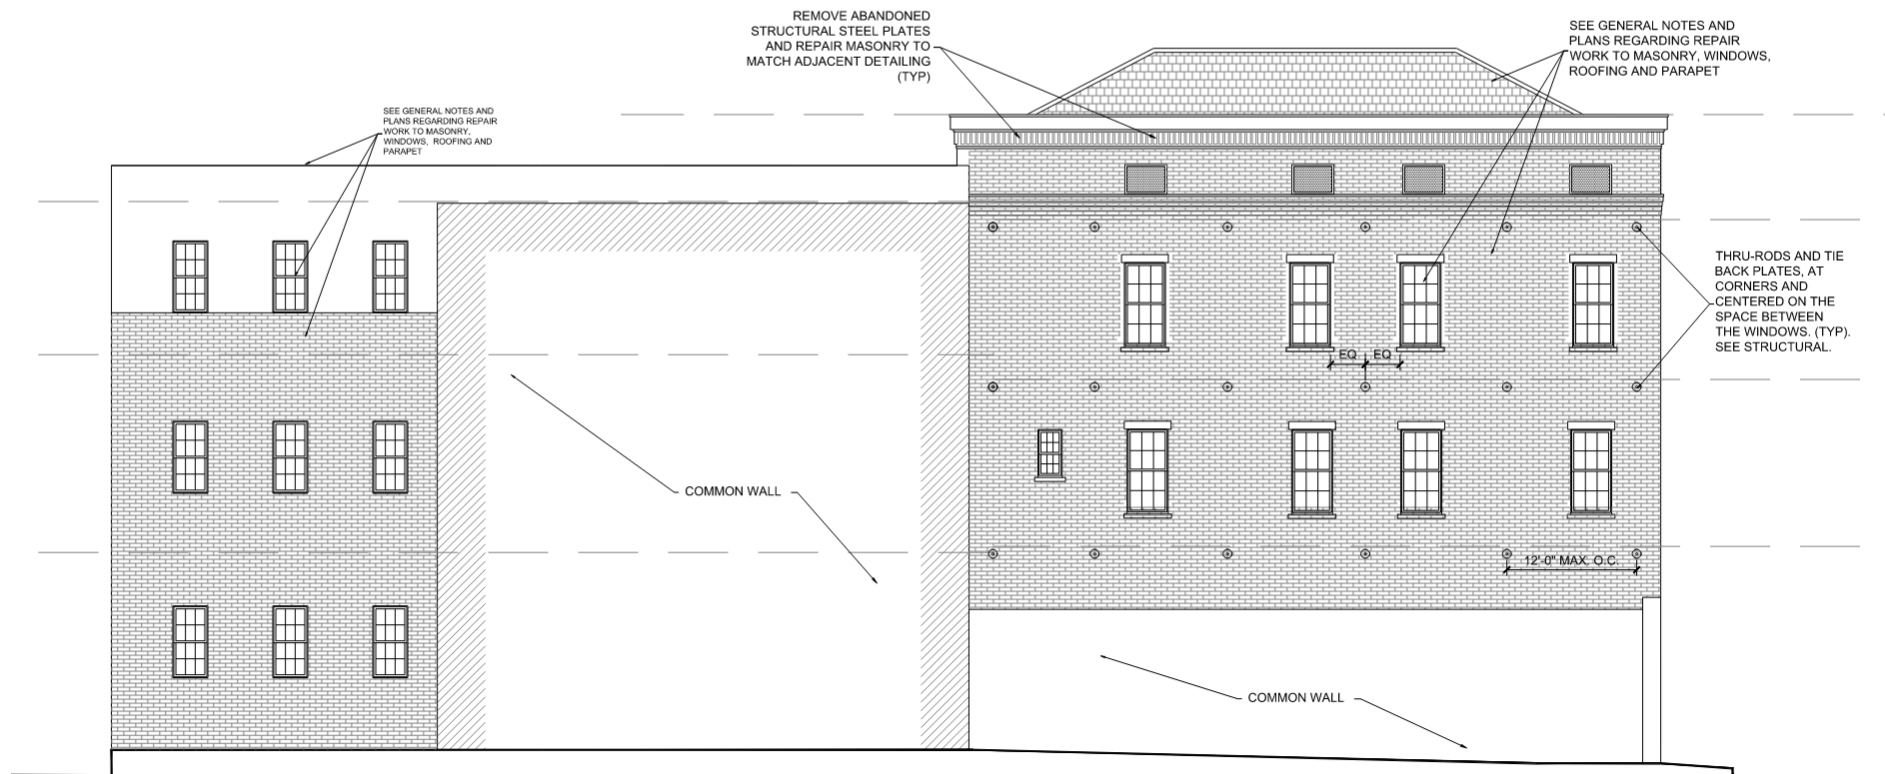 REMOVE ABANDONED
STRUCTURAL STEEL PLATES
AND REPAIR MASONRY TO
MATCH ADJACENT DETAILING
(TYP)
SEE GENERAL NOTES AND
PLANS REGARDING REPAIR
WORK TO MASONRY, WINDOWS,
ROOFING AND PARAPET
SEE GENERAL NOTES AND
PLANS REGARDING REPAIR
WORK TO MASONRY,
WINDOWS, ROOFING AND
PARAPET
THRU-RODS AND TIE
BACK PLATES, AT
CORNERS AND
CENTERED ON THE
SPACE BETWEEN
THE WINDOWS. (TYP).
SEE STRUCTURAL.
EQ EQ
COMMON WALL
12'-0" MAX. O.C.
COMMON WALL